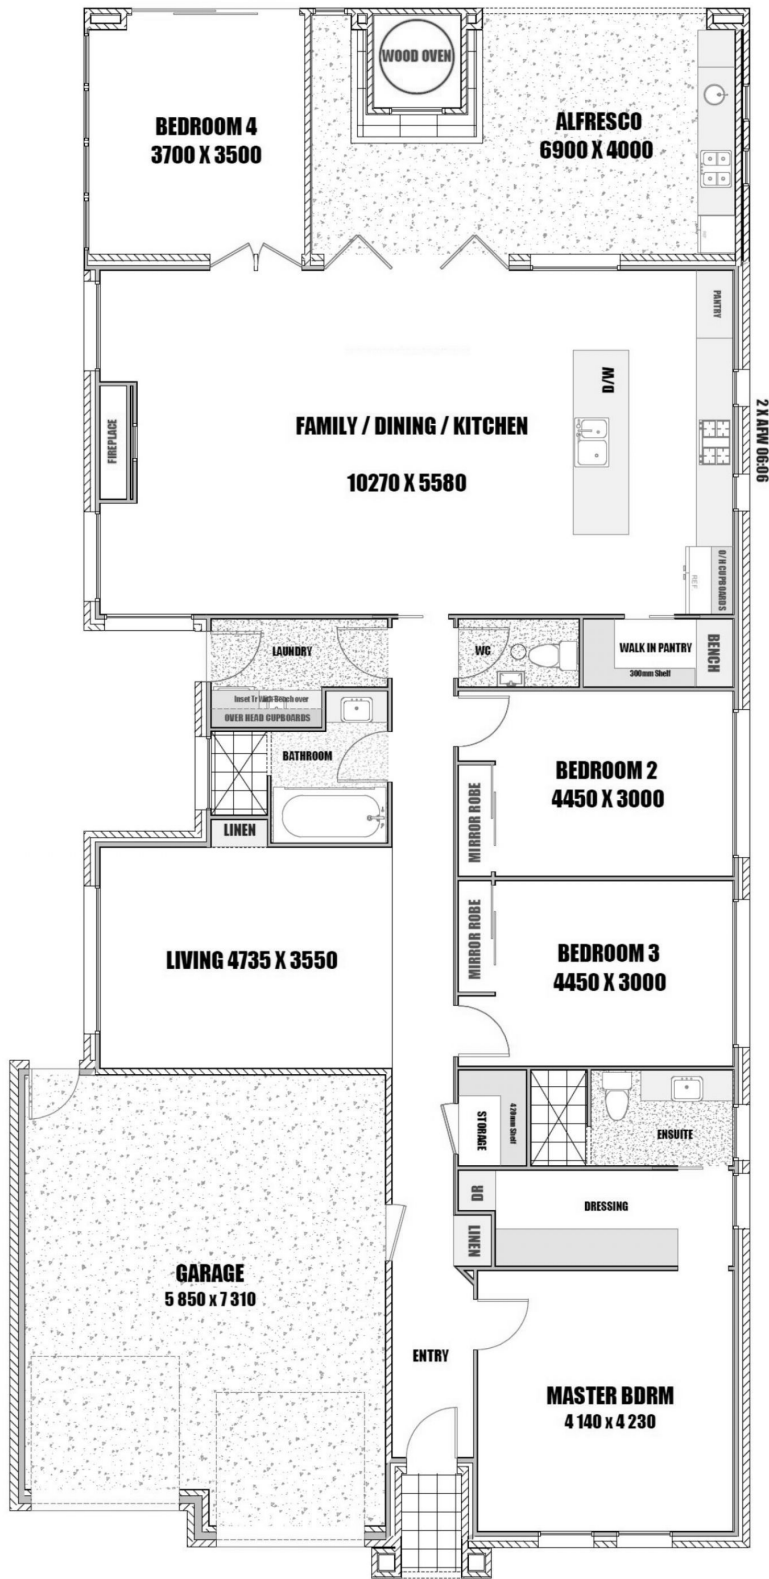 WOOD OVEN
BEDROOM 4
3700 X 3500
ALFRESCO
6900 X 4000
PANTRY
D/W
2 X AFW 06:06
FIREPLACE
FAMILY / DINING / KITCHEN
10270 X 5580
REF
O/H CUPBOARDS
LAUNDRY
WC
WALK IN PANTRY
300mm Shelf
BENCH
OVER HEAD CUPBOARDS
BATHROOM
BEDROOM 2
4450 X 3000
MIRROR ROBE
LINEN
MIRROR ROBE
BEDROOM 3
4450 X 3000
LIVING 4735 X 3550
STORAGE
420mm Shelf
ENSUITE
DR
DRESSING
LINEN
GARAGE
5 850 x 7 310
ENTRY
MASTER BDRM
4 140 x 4 230